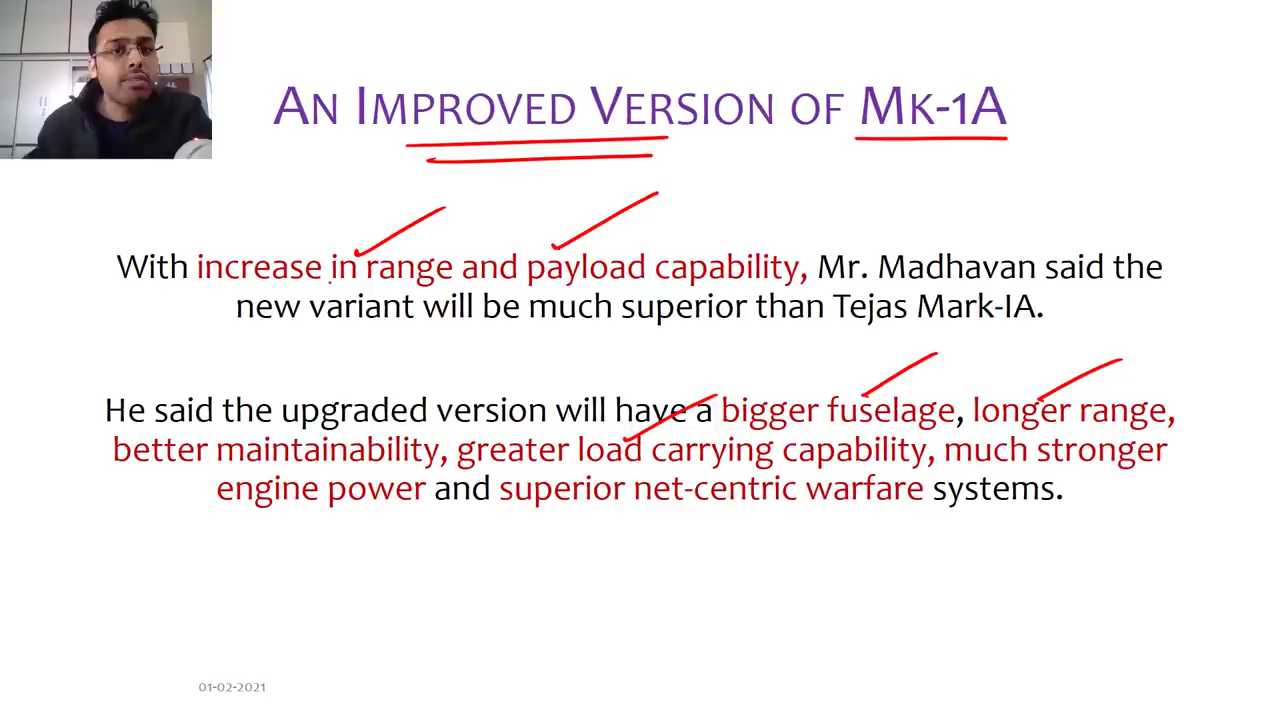 An Improved Version of Mk-1A
With increase in range and payload capability, Mr. Madhavan said the
new variant will be much superior than Tejas Mark-IA.
He said the upgraded version will have a bigger fuselage, longer range,
better maintainability, greater load carrying capability, much stronger
engine power and superior net-centric warfare systems.
01-02-2021